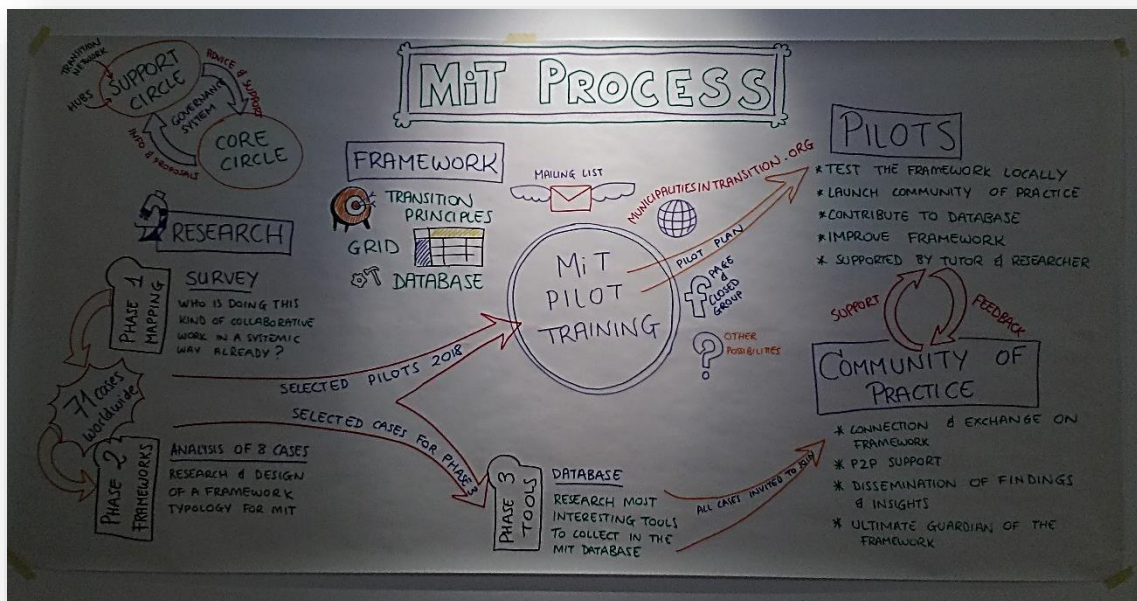 MiT PROCESS
TRANSITION
NETWORK
HUBS
SUPPORT
CIRCLE
ADVICE & SUPPORT
GOVERNANCE
SYSTEM
INFO & PROPOSALS
CORE
CIRCLE
RESEARCH
PHASE 1
MAPPING
SURVEY
WHO IS DOING THIS
KIND OF COLLABORATIVE
WORK IN A SYSTEMIC
WAY ALREADY?
71 cases
worldwide
PHASE 2
FRAMEWORKS
ANALYSIS OF 8 CASES
RESEARCH & DESIGN
OF A FRAMEWORK
TYPOLOGY FOR MIT
FRAMEWORK
TRANSITION
PRINCIPLES
GRID
DATABASE
SELECTED PILOTS 2018
SELECTED CASES FOR PHASE 3
PHASE 3
TOOLS
DATABASE
RESEARCH MOST
INTERESTING TOOLS
TO COLLECT IN THE
MIT DATABASE
MAILING LIST
MUNICIPALITIESINTRANSITION.ORG
MiT
PILOT
TRAINING
PILOT PLAN
f PAGE
&
CLOSED
GROUP
? OTHER
POSSIBILITIES
PILOTS
* TEST THE FRAMEWORK LOCALLY
* LAUNCH COMMUNITY OF PRACTICE
* CONTRIBUTE TO DATABASE
* IMPROVE FRAMEWORK
* SUPPORTED BY TUTOR & RESEARCHER
SUPPORT
FEEDBACK
COMMUNITY OF
PRACTICE
* CONNECTION & EXCHANGE ON
FRAMEWORK
* P2P SUPPORT
* DISSEMINATION OF FINDINGS
& INSIGHTS
* ULTIMATE GUARDIAN OF THE
FRAMEWORK
ALL CASES INVITED TO JOIN